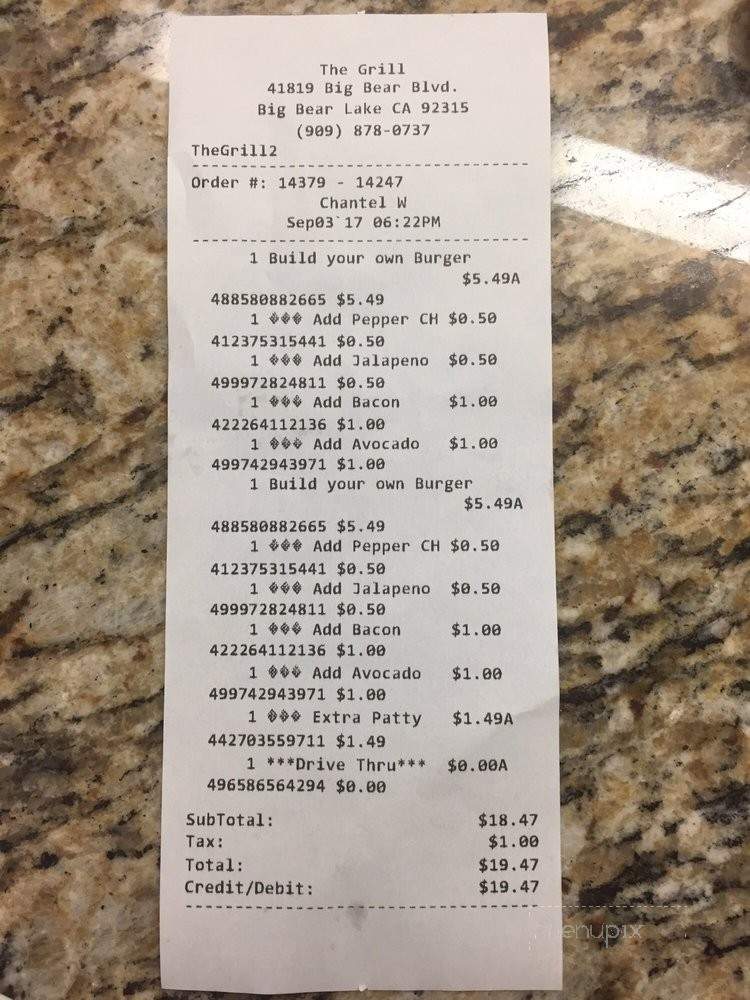 The Grill
41819 Big Bear Blvd.
Big Bear Lake CA 92315
(909) 878-0737
TheGrill2
Order #: 14379 - 14247
Chantel W
Sep03`17 06:22PM
1 Build your own Burger
$5.49A
488580882665 $5.49
1 ��� Add Pepper CH $0.50
412375315441 $0.50
1 ��� Add Jalapeno $0.50
499972824811 $0.50
1 ��� Add Bacon $1.00
422264112136 $1.00
1 ��� Add Avocado $1.00
499742943971 $1.00
1 Build your own Burger
$5.49A
488580882665 $5.49
1 ��� Add Pepper CH $0.50
412375315441 $0.50
1 ��� Add Jalapeno $0.50
499972824811 $0.50
1 ��� Add Bacon $1.00
422264112136 $1.00
1 ��� Add Avocado $1.00
499742943971 $1.00
1 ��� Extra Patty $1.49A
442703559711 $1.49
1 ***Drive Thru*** $0.00A
496586564294 $0.00
SubTotal: $18.47
Tax: $1.00
Total: $19.47
Credit/Debit: $19.47
menupix